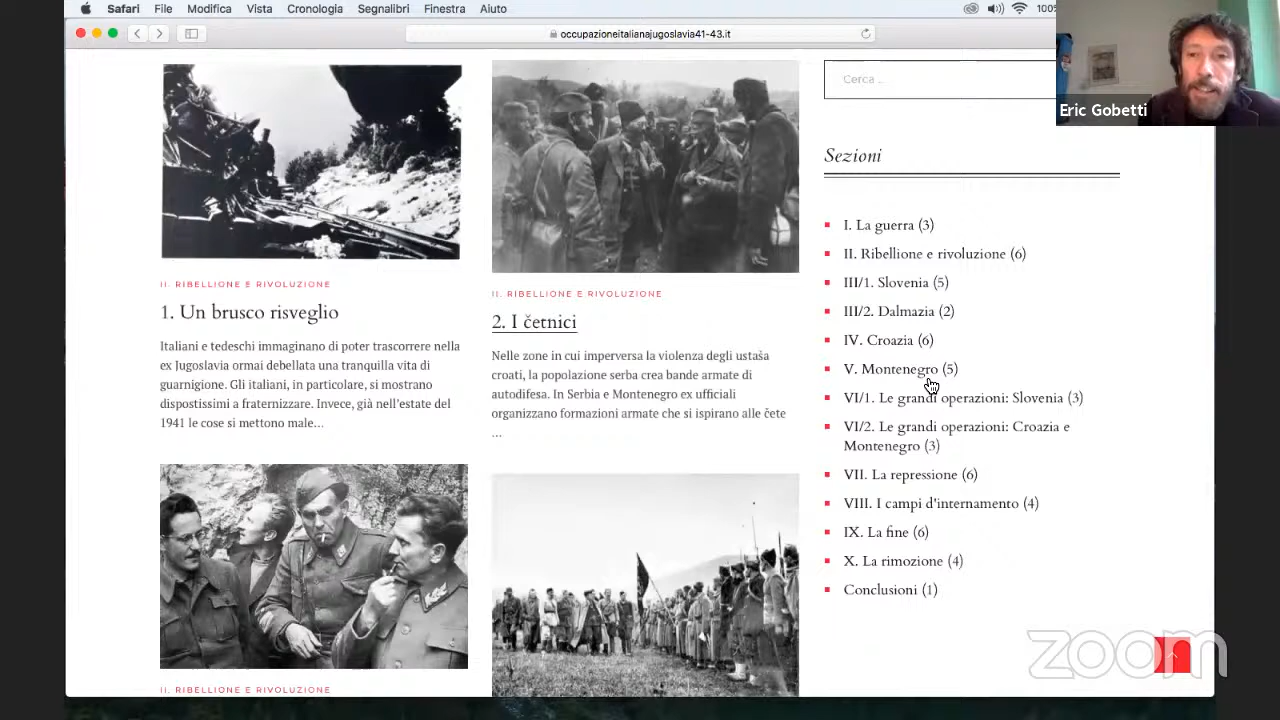 Safari File Modifica Vista Cronologia Segnalibri Finestra Aiuto 100%
occupazioneitalianajugoslavia41-43.it
Eric Gobetti
Cerca ...
II. RIBELLIONE E RIVOLUZIONE
1. Un brusco risveglio
Italiani e tedeschi immaginano di poter trascorrere nella
ex Jugoslavia ormai debellata una tranquilla vita di
guarnigione. Gli italiani, in particolare, si mostrano
dispostissimi a fraternizzare. Invece, già nell'estate del
1941 le cose si mettono male...
II. RIBELLIONE E RIVOLUZIONE
2. I četnici
Nelle zone in cui imperversa la violenza degli ustaša
croati, la popolazione serba crea bande armate di
autodifesa. In Serbia e Montenegro ex ufficiali
organizzano formazioni armate che si ispirano alle čete
...
II. RIBELLIONE E RIVOLUZIONE
Sezioni
I. La guerra (3)
II. Ribellione e rivoluzione (6)
III/1. Slovenia (5)
III/2. Dalmazia (2)
IV. Croazia (6)
V. Montenegro (5)
VI/1. Le grandi operazioni: Slovenia (3)
VI/2. Le grandi operazioni: Croazia e
Montenegro (3)
VII. La repressione (6)
VIII. I campi d'internamento (4)
IX. La fine (6)
X. La rimozione (4)
Conclusioni (1)
zoom